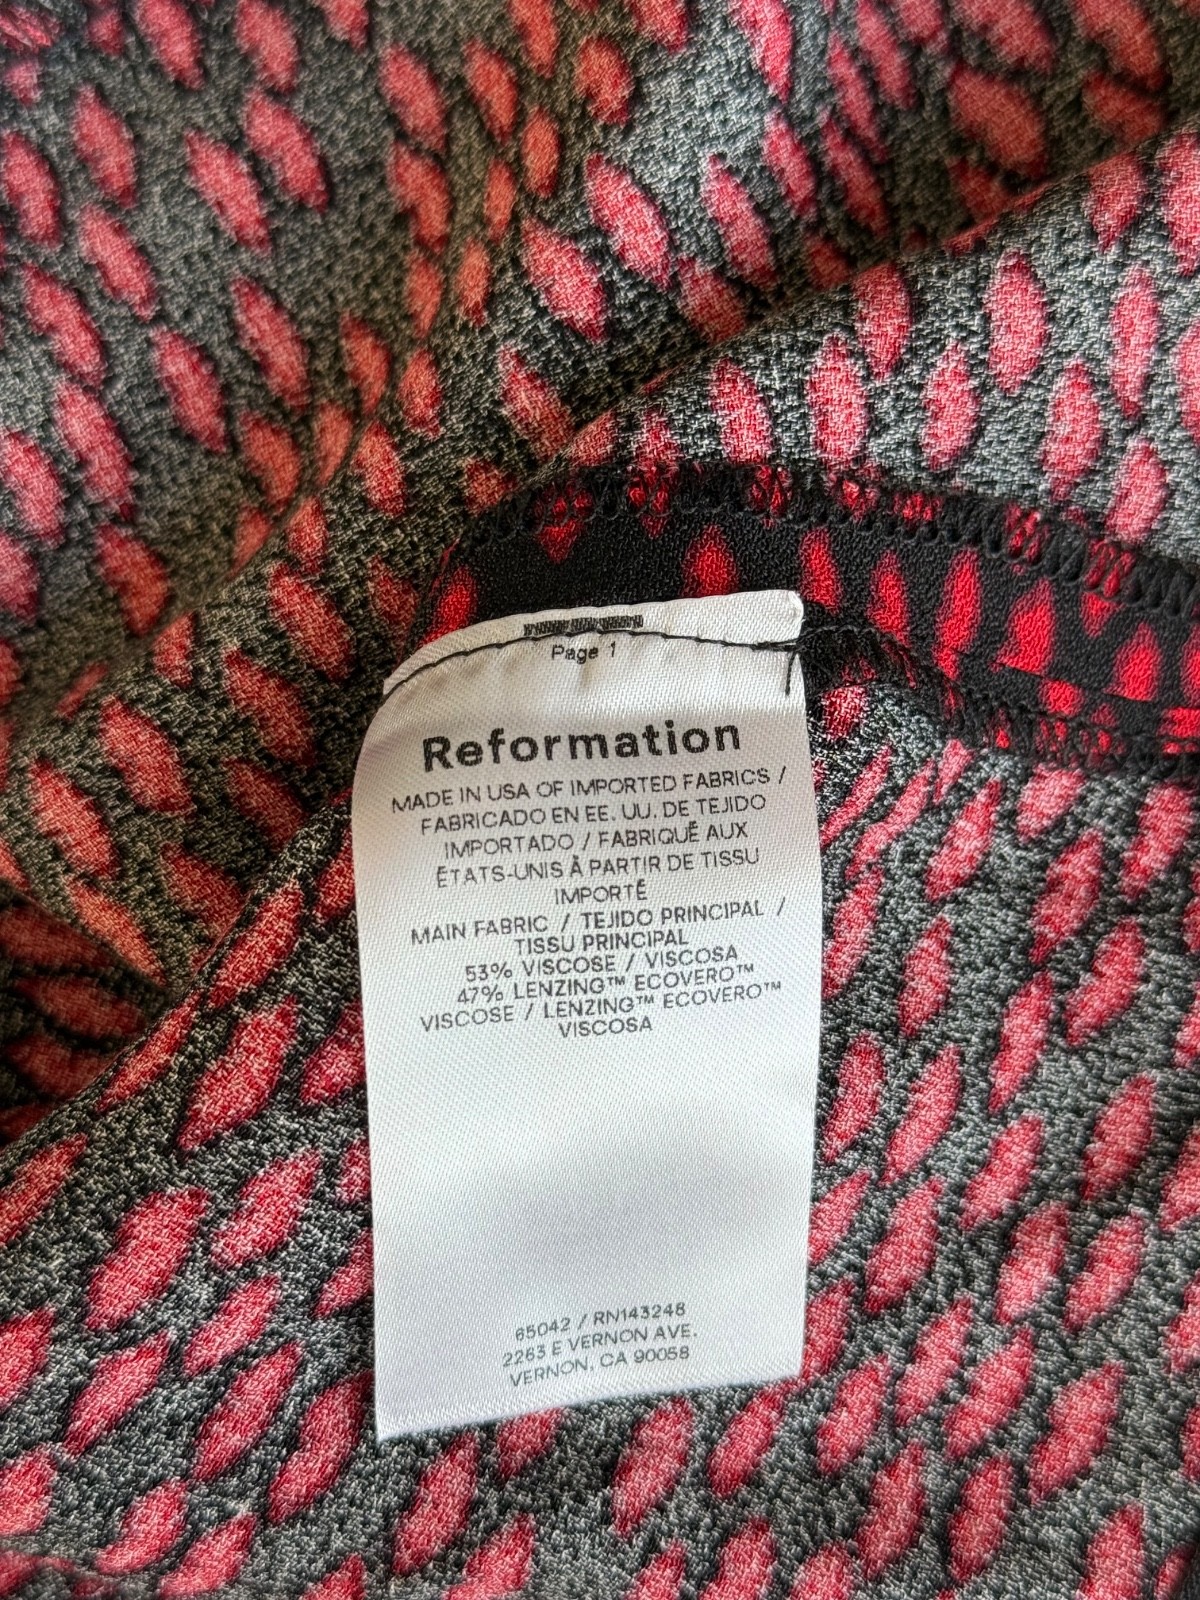 Page 1
Reformation
MADE IN USA OF IMPORTED FABRICS /
FABRICADO EN EE. UU. DE TEJIDO
IMPORTADO / FABRIQUÉ AUX
ÉTATS-UNIS À PARTIR DE TISSU
IMPORTÉ
MAIN FABRIC / TEJIDO PRINCIPAL /
TISSU PRINCIPAL
53% VISCOSE / VISCOSA
47% LENZING™ ECOVERO™
VISCOSE / LENZING™ ECOVERO™
VISCOSA
65042 / RN143246
2263 E VERNON AVE.
VERNON, CA 90058